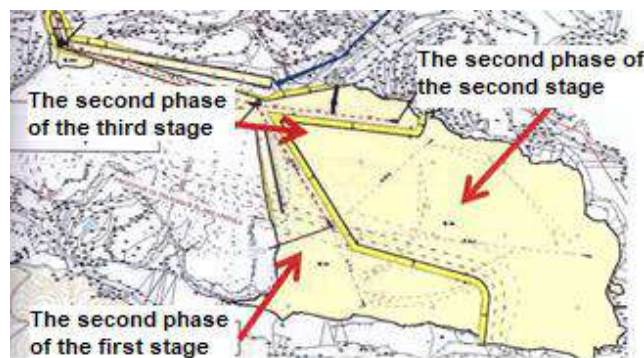 The second phase of
the second stage
The second phase
of the third stage
The second phase
of the first stage